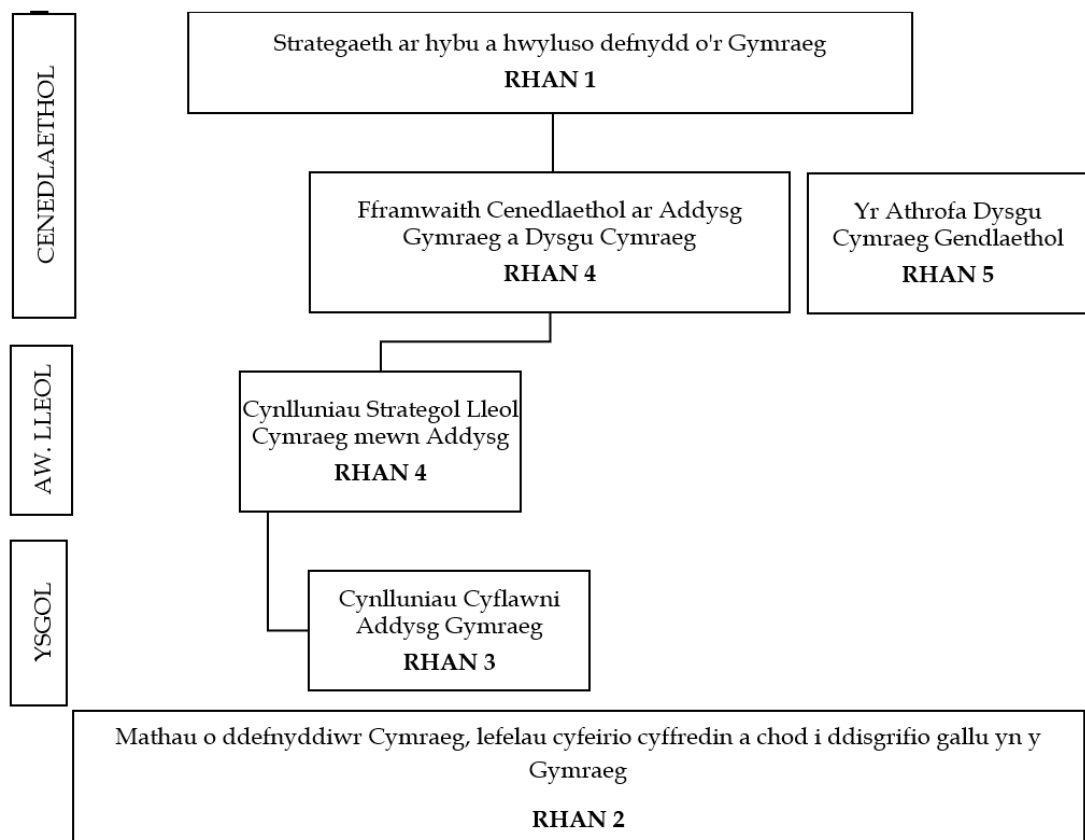 CENEDLAETHOL
Strategaeth ar hybu a hwyluso defnydd o'r Gymraeg
RHAN 1
Fframwaith Cenedlaethol ar Addysg
Gymraeg a Dysgu Cymraeg
RHAN 4
Yr Athrofa Dysgu
Cymraeg Gendlaethol
RHAN 5
AW. LLEOL
Cynlluniau Strategol Lleol
Cymraeg mewn Addysg
RHAN 4
YSGOL
Cynlluniau Cyflawni
Addysg Gymraeg
RHAN 3
Mathau o ddefnyddiwr Cymraeg, lefelau cyfeirio cyffredin a chod i ddisgrifio gallu yn y
Gymraeg
RHAN 2